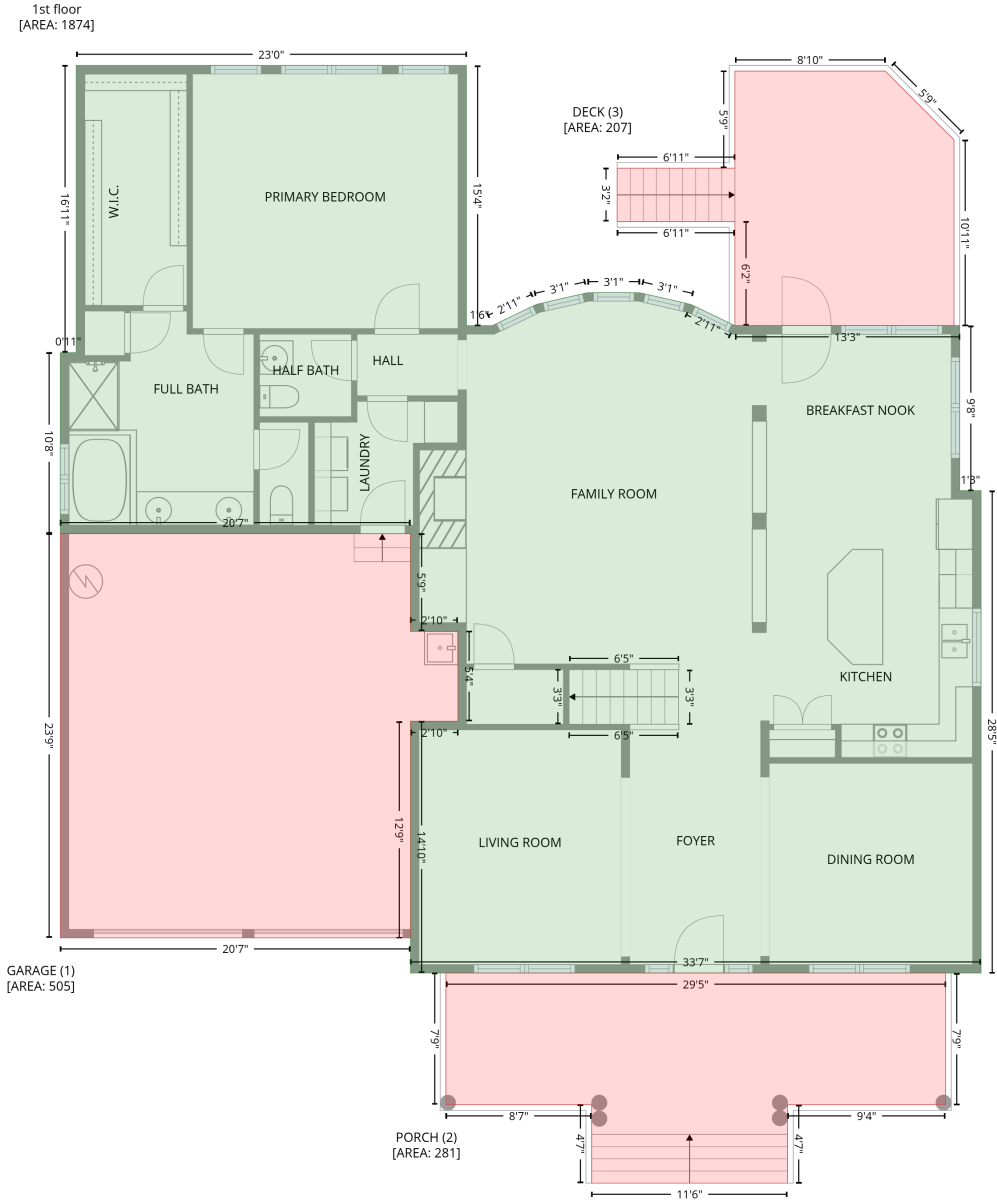 1st floor
[AREA: 1874]
23'0"
8'10"
5'9"
5'9"
DECK (3)
[AREA: 207]
6'11"
3'2"
6'11"
6'2"
10'11"
16'11"
15'4"
W.I.C.
PRIMARY BEDROOM
1'6"
2'11"
3'1"
3'1"
3'1"
2'11"
13'3"
0'11"
FULL BATH
HALF BATH
HALL
BREAKFAST NOOK
9'8"
10'8"
LAUNDRY
FAMILY ROOM
1'3"
20'7"
5'9"
2'10"
5'4"
2'10"
6'5"
3'3"
3'3"
6'5"
KITCHEN
23'9"
28'5"
12'9"
14'10"
LIVING ROOM
FOYER
DINING ROOM
20'7"
33'7"
GARAGE (1)
[AREA: 505]
29'5"
7'9"
7'9"
8'7"
9'4"
PORCH (2)
[AREA: 281]
4'7"
4'7"
11'6"